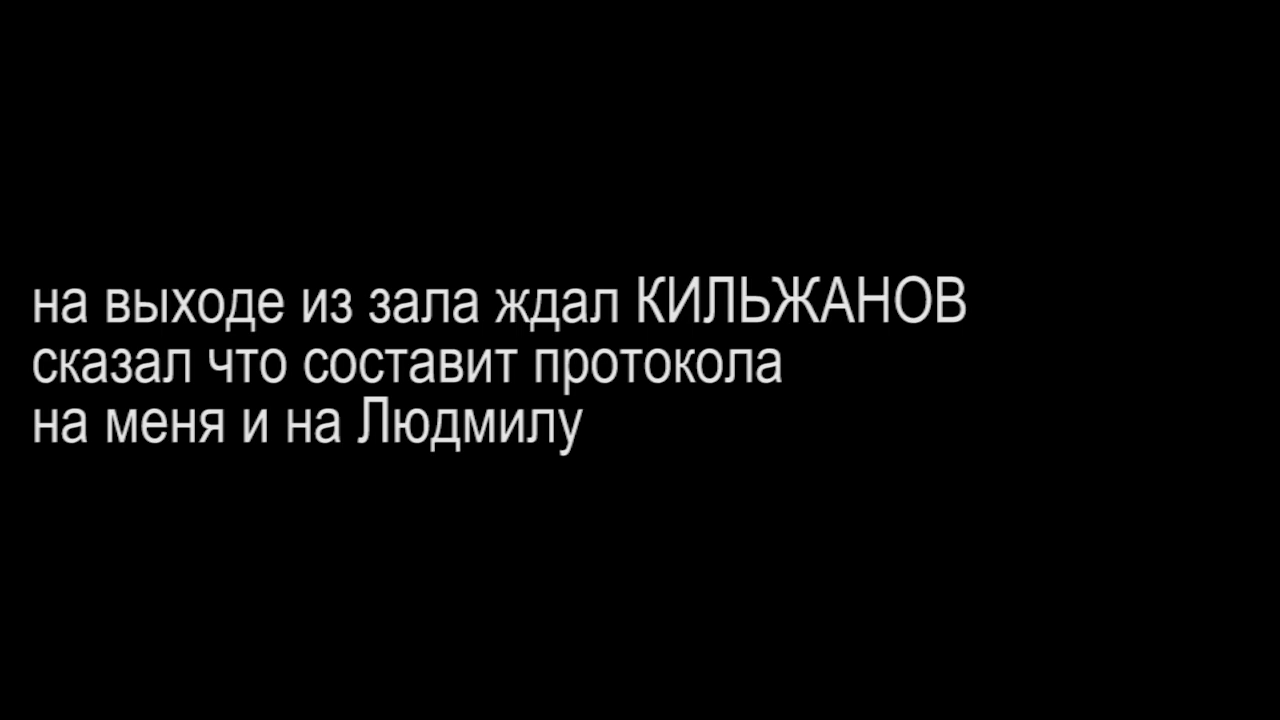 на выходе из зала ждал КИЛЬЖАНОВ
сказал что составит протокола
на меня и на Людмилу